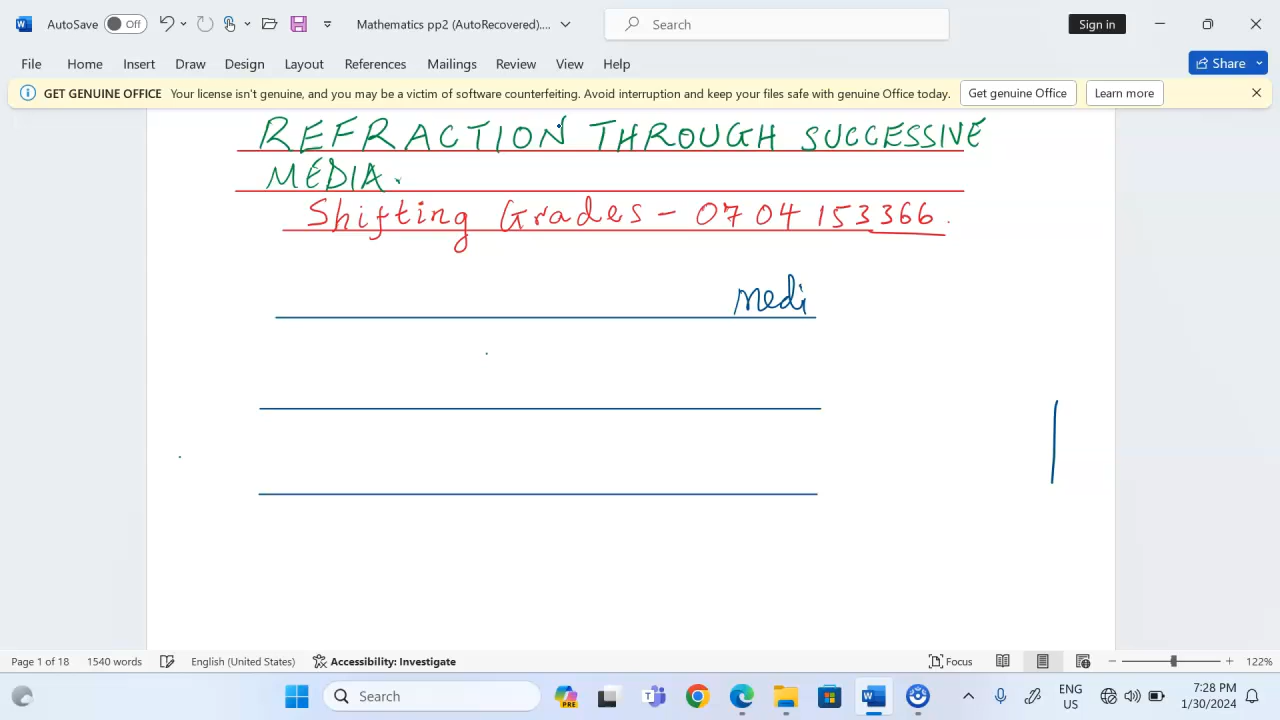 AutoSave Off Mathematics pp2 (AutoRecovered).... Search Sign in
File Home Insert Draw Design Layout References Mailings Review View Help Share
GET GENUINE OFFICE Your license isn't genuine, and you may be a victim of software counterfeiting. Avoid interruption and keep your files safe with genuine Office today. Get genuine Office Learn more
REFRACTION THROUGH SUCCESSIVE
MEDIA.
Shifting Grades - 0704 153366.
Medi
Page 1 of 18 1540 words English (United States) Accessibility: Investigate Focus 122%
Search PRE ENG US 7:28 PM
1/30/2024